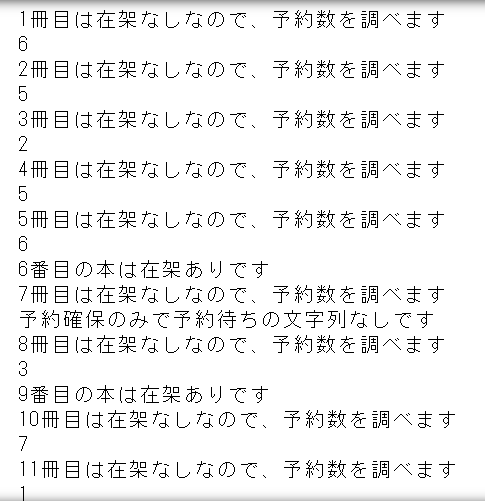 1冊目は在架なしなので、予約数を調べます
6
2冊目は在架なしなので、予約数を調べます
5
3冊目は在架なしなので、予約数を調べます
2
4冊目は在架なしなので、予約数を調べます
5
5冊目は在架なしなので、予約数を調べます
6
6番目の本は在架ありです
7冊目は在架なしなので、予約数を調べます
予約確保のみで予約待ちの文字列なしです
8冊目は在架なしなので、予約数を調べます
3
9番目の本は在架ありです
10冊目は在架なしなので、予約数を調べます
7
11冊目は在架なしなので、予約数を調べます
1